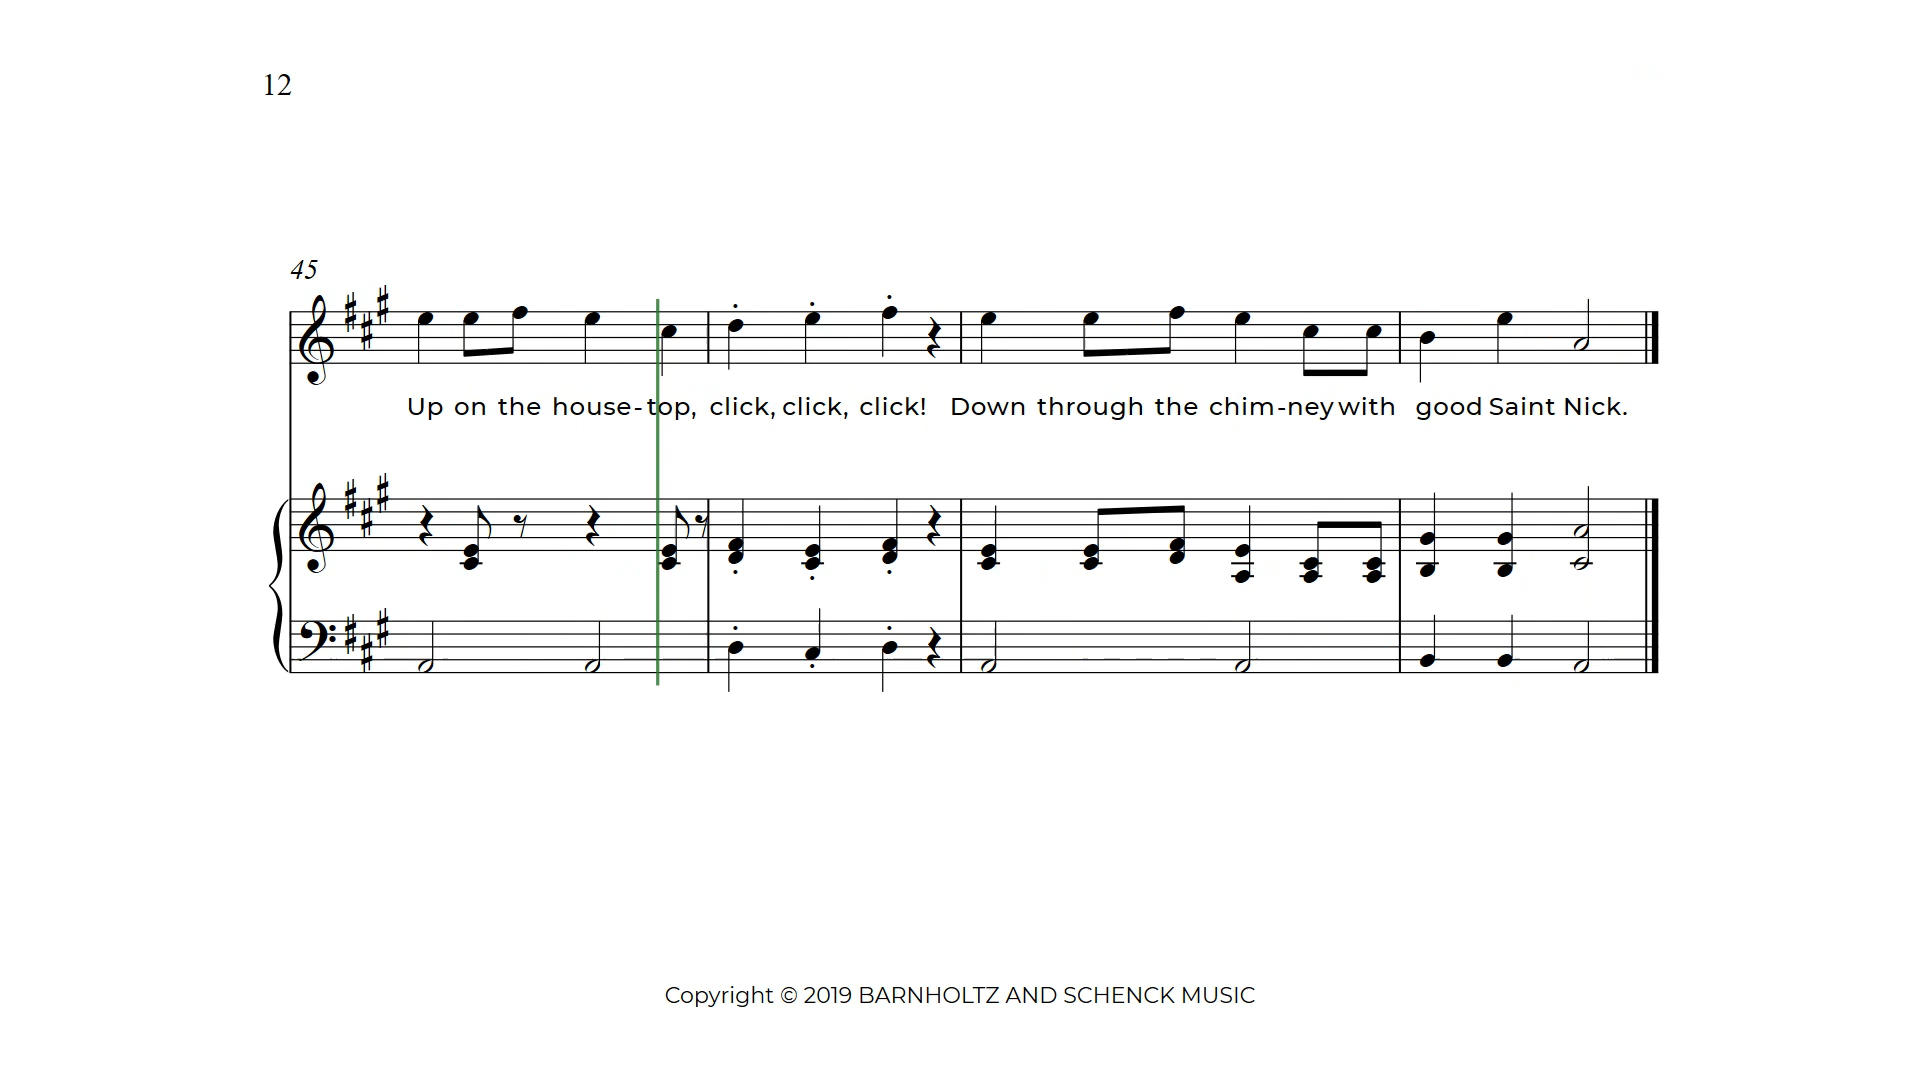 12
45
Up on the house-top, click, click, click! Down through the chim-ney with good Saint Nick.
Copyright © 2019 BARNHOLTZ AND SCHENCK MUSIC